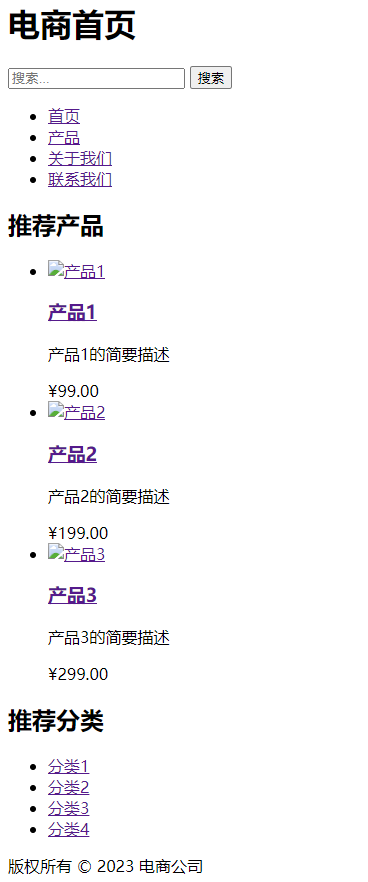 电商首页
搜索... 搜索
首页
产品
关于我们
联系我们
推荐产品
产品1
产品1
产品1的简要描述
¥99.00
产品2
产品2
产品2的简要描述
¥199.00
产品3
产品3
产品3的简要描述
¥299.00
推荐分类
分类1
分类2
分类3
分类4
版权所有 © 2023 电商公司